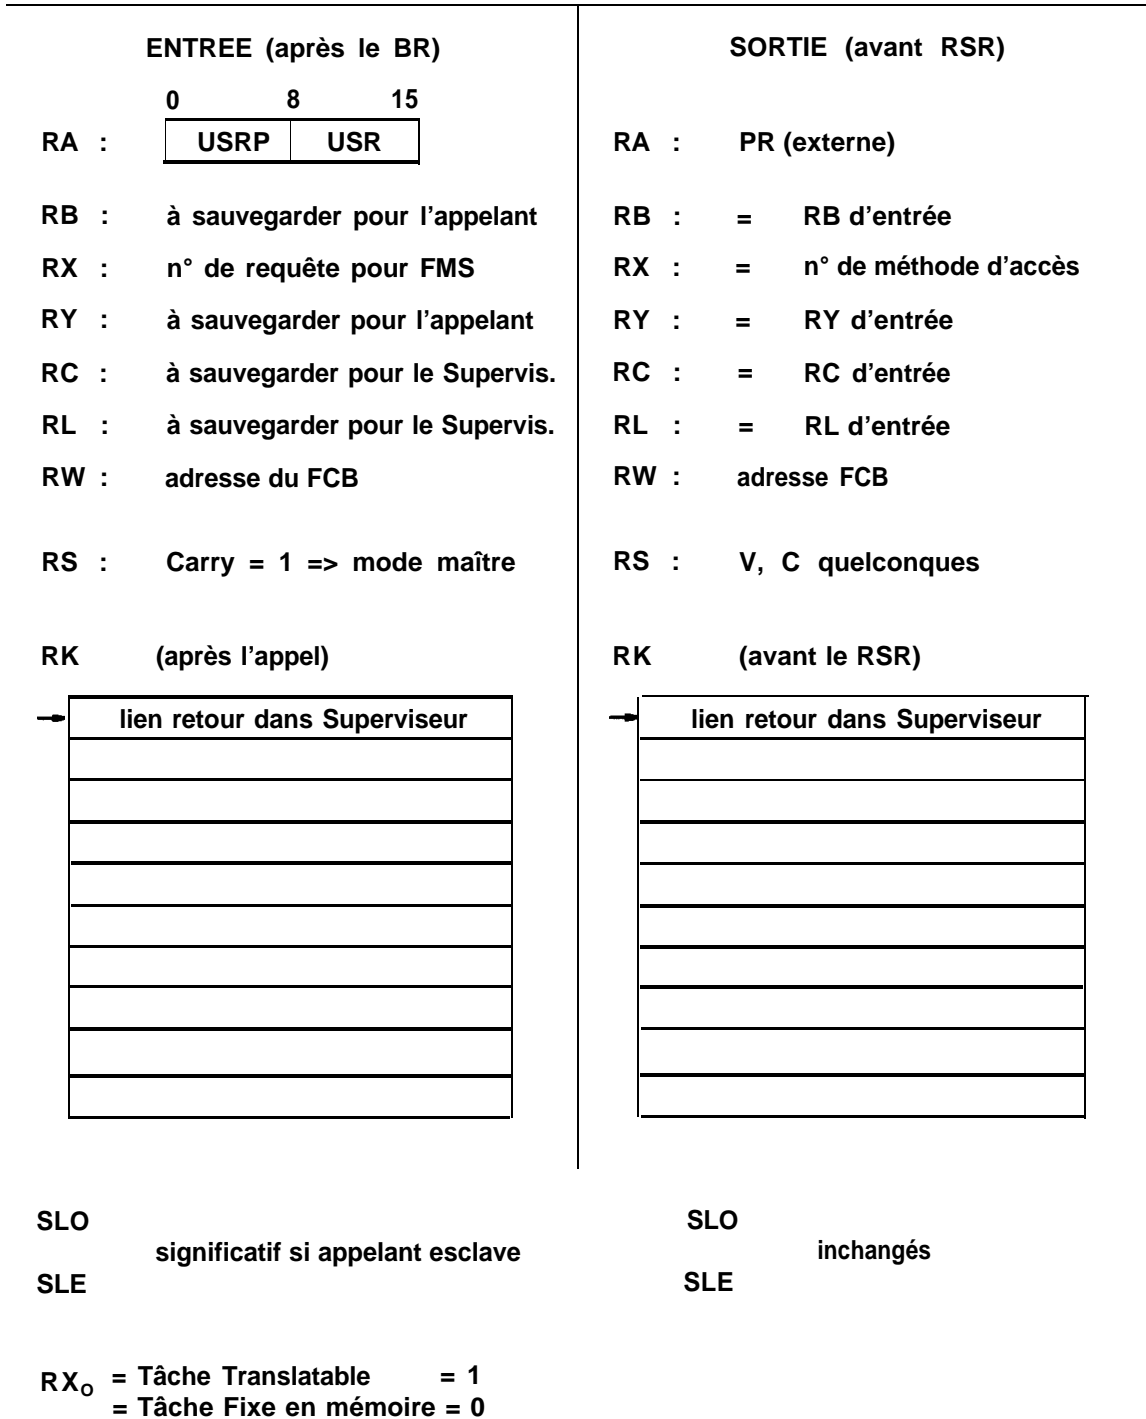 ENTREE (après le BR)
0 8 15
RA : USRP USR
RB : à sauvegarder pour l'appelant
RX : n° de requête pour FMS
RY : à sauvegarder pour l'appelant
RC : à sauvegarder pour le Supervis.
RL : à sauvegarder pour le Supervis.
RW : adresse du FCB
RS : Carry = 1 => mode maître
RK (après l'appel)
lien retour dans Superviseur
SORTIE (avant RSR)
RA : PR (externe)
RB : = RB d'entrée
RX : = n° de méthode d'accès
RY : = RY d'entrée
RC : = RC d'entrée
RL : = RL d'entrée
RW : adresse FCB
RS : V, C quelconques
RK (avant le RSR)
lien retour dans Superviseur
SLO
significatif si appelant esclave
SLE
SLO
inchangés
SLE
RXO = Tâche Translatable = 1
= Tâche Fixe en mémoire = 0